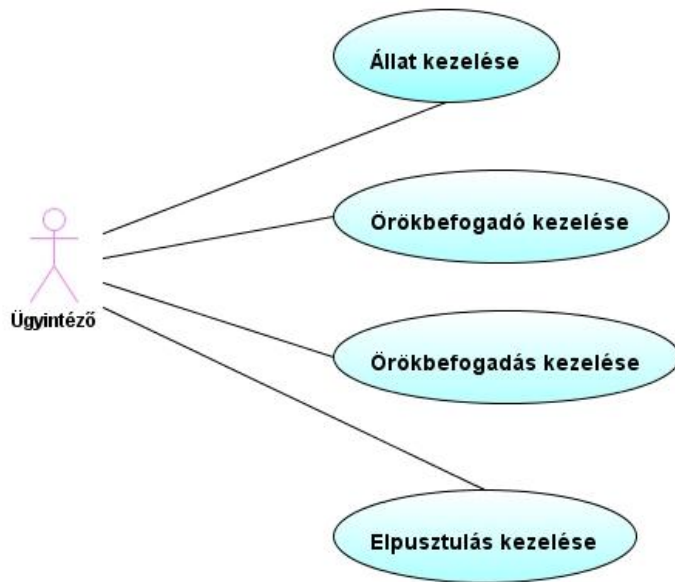 Állat kezelése
Örökbefogadó kezelése
Ügyintéző
Örökbefogadás kezelése
Elpusztulás kezelése